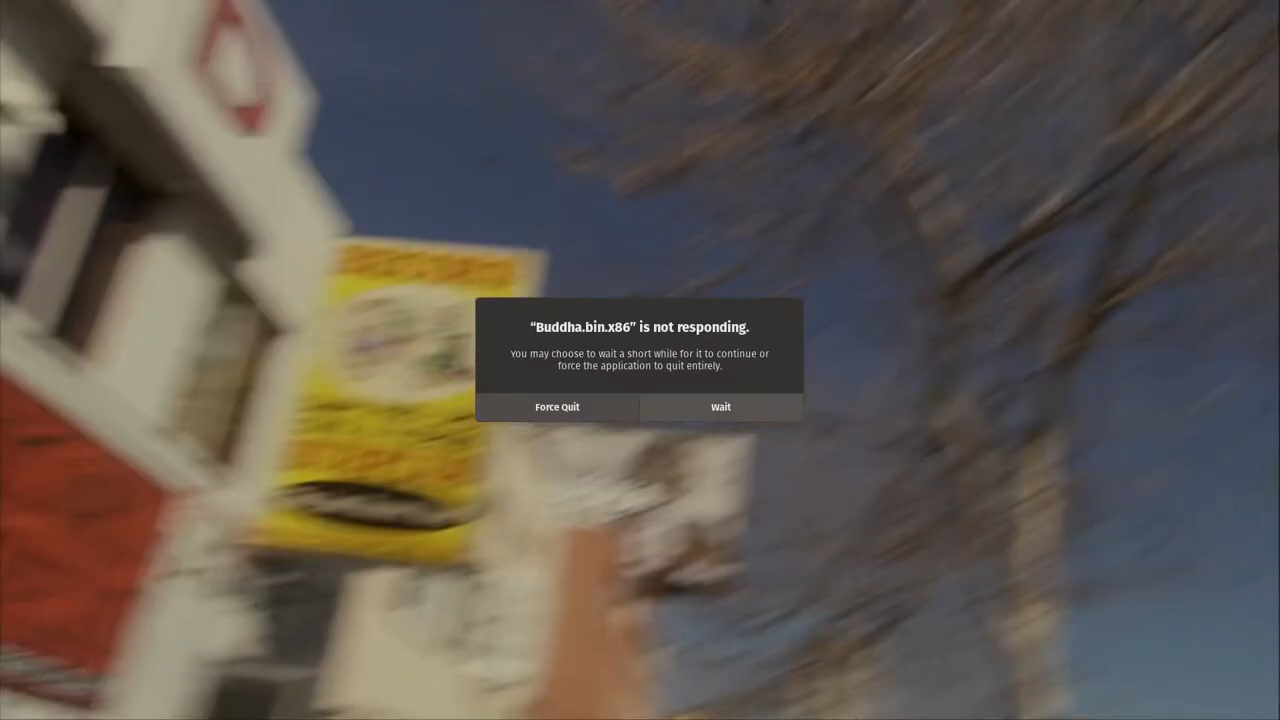 “Buddha.bin.x86” is not responding.
You may choose to wait a short while for it to continue or
force the application to quit entirely.
Force Quit
Wait